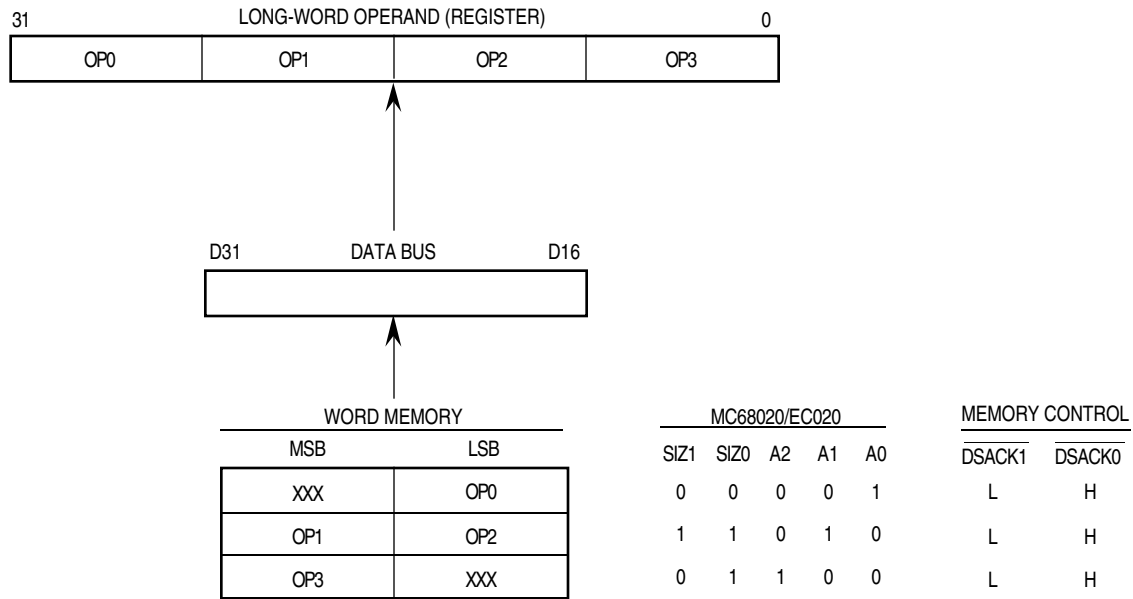 31 LONG-WORD OPERAND (REGISTER) 0
OP0 OP1 OP2 OP3
D31 DATA BUS D16
WORD MEMORY MC68020/EC020 MEMORY CONTROL
MSB LSB SIZ1 SIZ0 A2 A1 A0 DSACK1 DSACK0
XXX OP0 0 0 0 0 1 L H
OP1 OP2 1 1 0 1 0 L H
OP3 XXX 0 1 1 0 0 L H